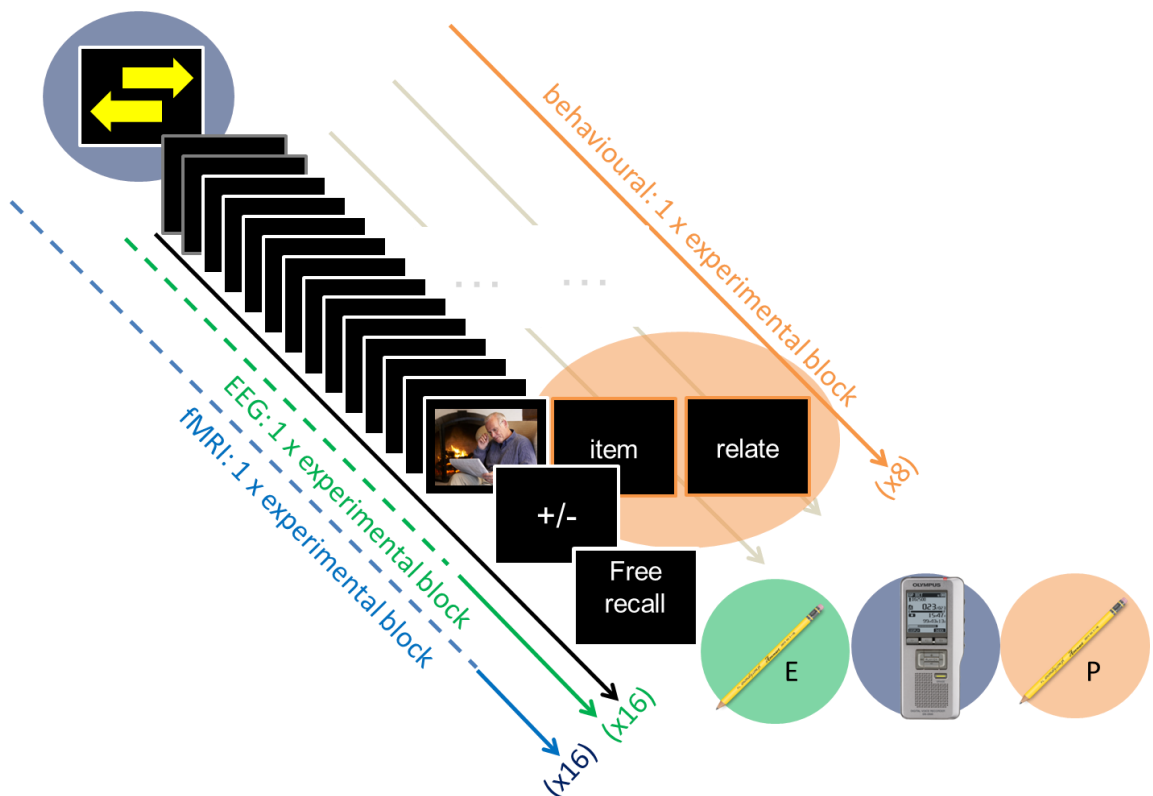 behavioural: 1 x experimental block
(x8)
... ...
item
relate
+/-
Free
recall
EEG: 1 x experimental block
(x16)
fMRI: 1 x experimental block
(x16)
E
OLYMPUS
P